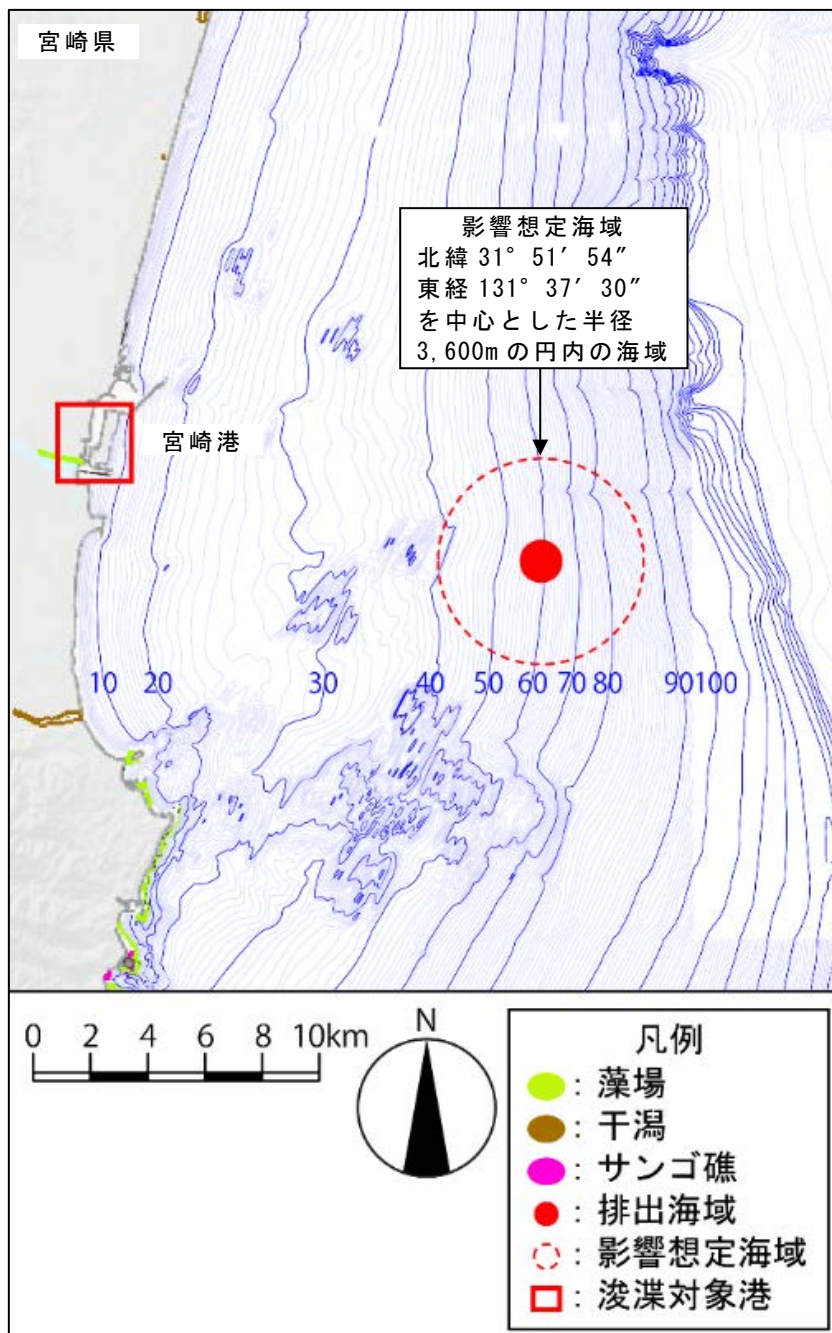 宮崎県
影響想定海域
北緯 31° 51′ 54″
東経 131° 37′ 30″
を中心とした半径
3,600m の円内の海域
宮崎港
10 20 30 40 50 60 70 80 90 100
0 2 4 6 8 10km
N
凡例
: 藻場
: 干潟
: サンゴ礁
: 排出海域
: 影響想定海域
: 浚渫対象港